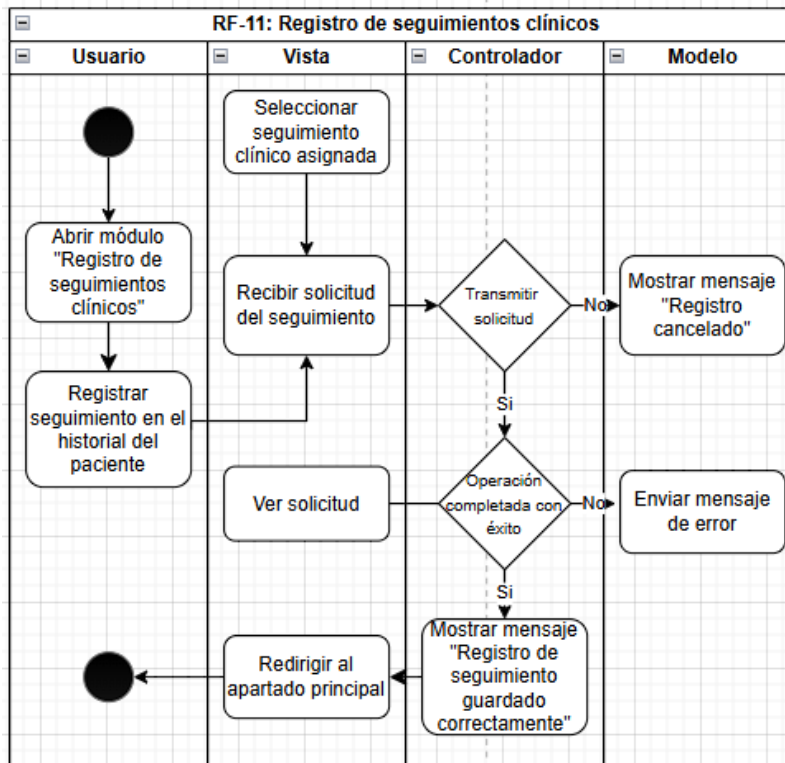 RF-11: Registro de seguimientos clínicos
Usuario
Vista
Controlador
Modelo
Seleccionar
seguimiento
clínico asignada
Abrir módulo
"Registro de
seguimientos
clínicos"
Recibir solicitud
del seguimiento
Transmitir
solicitud
No
Mostrar mensaje
"Registro
cancelado"
Si
Registrar
seguimiento en el
historial del
paciente
Ver solicitud
Operación
completada con
éxito
No
Enviar mensaje
de error
Si
Mostrar mensaje
"Registro de
seguimiento
guardado
correctamente"
Redirigir al
apartado principal